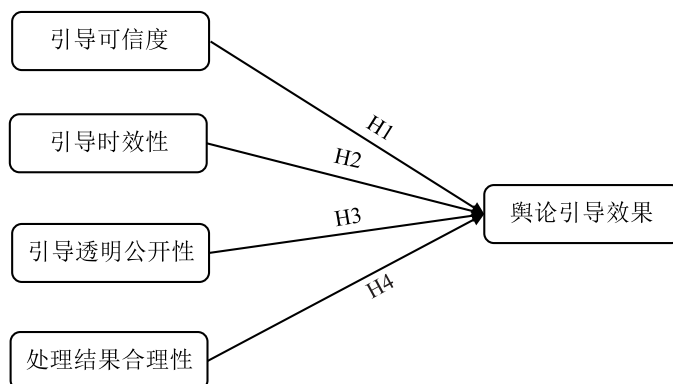 引导可信度
H1
引导时效性
H2
舆论引导效果
H3
引导透明公开性
H4
处理结果合理性